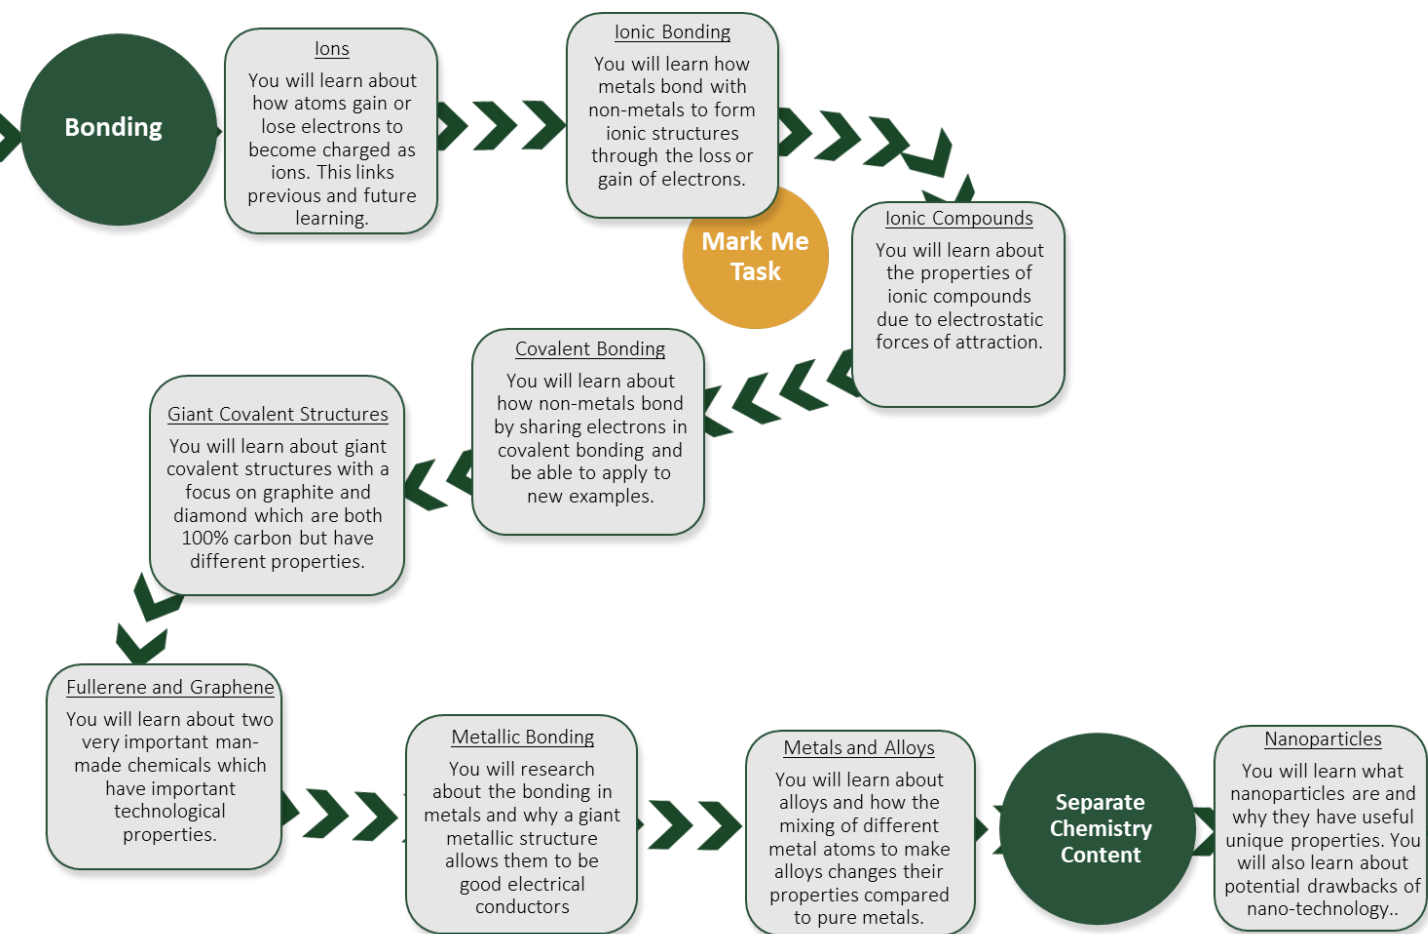 Bonding
Ions
You will learn about
how atoms gain or
lose electrons to
become charged as
ions. This links
previous and future
learning.
Ionic Bonding
You will learn how
metals bond with
non-metals to form
ionic structures
through the loss or
gain of electrons.
Mark Me
Task
Ionic Compounds
You will learn about
the properties of
ionic compounds
due to electrostatic
forces of attraction.
Covalent Bonding
You will learn about
how non-metals bond
by sharing electrons in
covalent bonding and
be able to apply to
new examples.
Giant Covalent Structures
You will learn about giant
covalent structures with a
focus on graphite and
diamond which are both
100% carbon but have
different properties.
Fullerene and Graphene
You will learn about two
very important man-
made chemicals which
have important
technological
properties.
Metallic Bonding
You will research
about the bonding in
metals and why a giant
metallic structure
allows them to be
good electrical
conductors
Metals and Alloys
You will learn about
alloys and how the
mixing of different
metal atoms to make
alloys changes their
properties compared
to pure metals.
Separate
Chemistry
Content
Nanoparticles
You will learn what
nanoparticles are and
why they have useful
unique properties. You
will also learn about
potential drawbacks of
nano-technology..